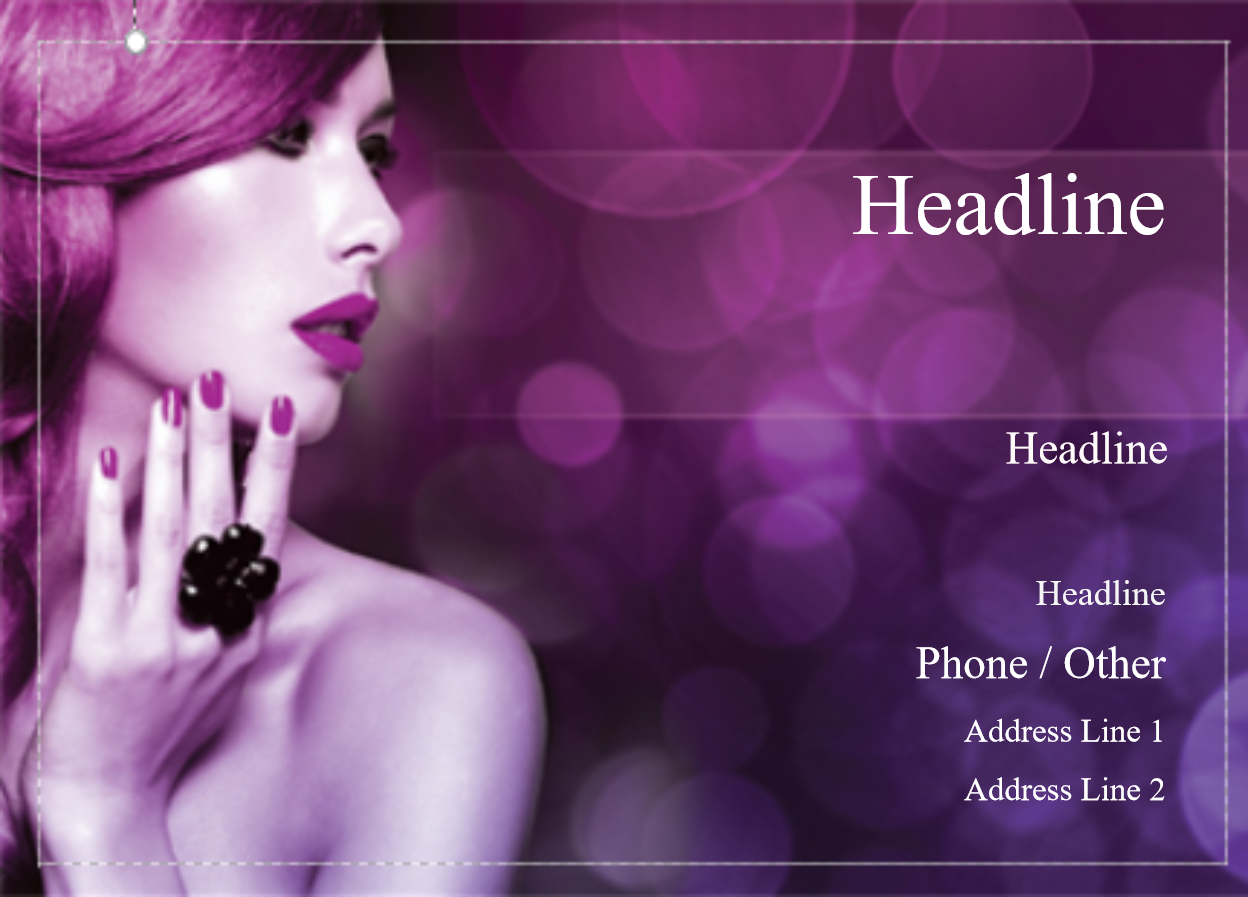 Headline
Headline
Headline
Phone / Other
Address Line 1
Address Line 2